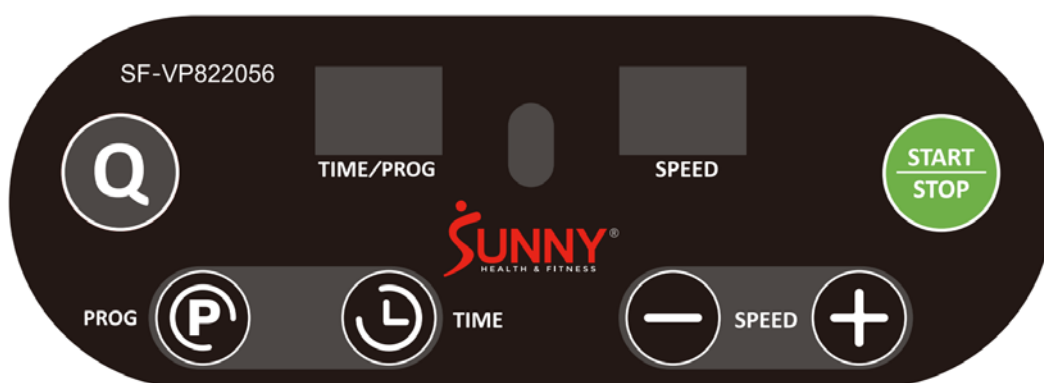 SF-VP822056
Q
TIME/PROG
SPEED
START
STOP
SUNNY®
HEALTH & FITNESS
PROG
P
TIME
SPEED